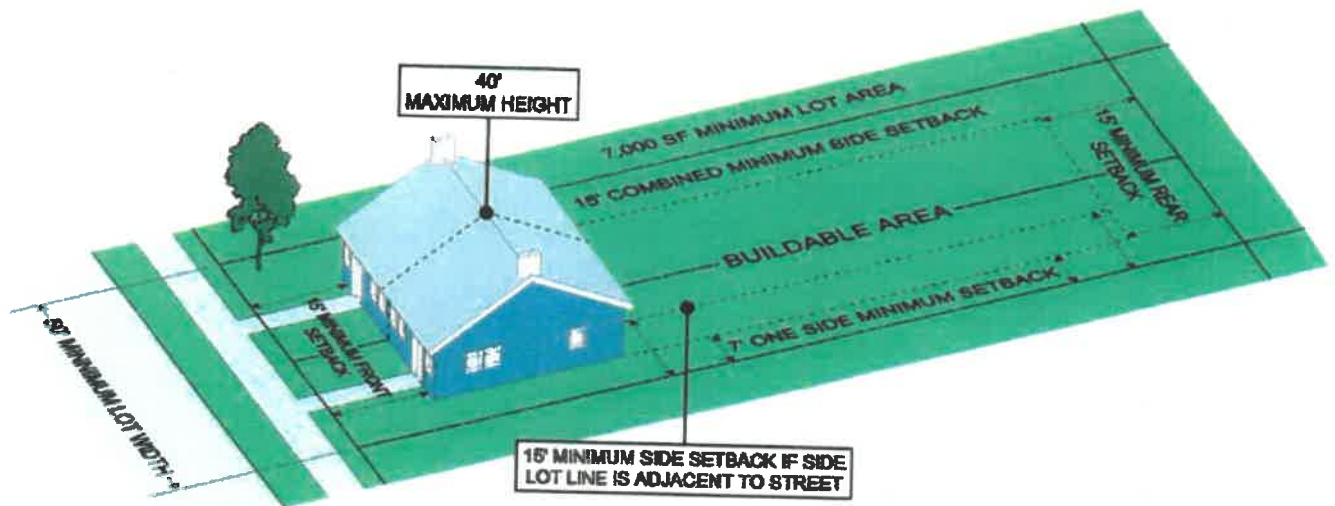 40'
MAXIMUM HEIGHT
7,000 SF MINIMUM LOT AREA
15' COMBINED MINIMUM SIDE SETBACK
15' MINIMUM REAR
SETBACK
BUILDABLE AREA
7' ONE SIDE MINIMUM SETBACK
15' MINIMUM FRONT
SETBACK
50' MINIMUM LOT WIDTH
15' MINIMUM SIDE SETBACK IF SIDE
LOT LINE IS ADJACENT TO STREET